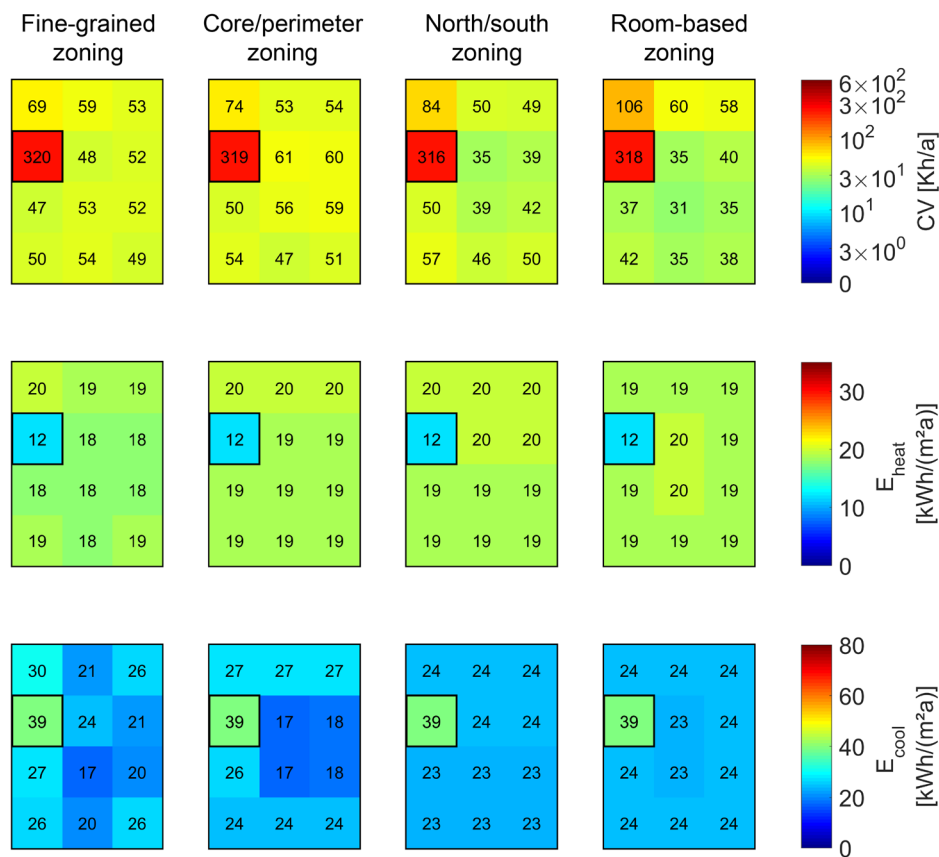 Fine-grained zoning
Core/perimeter zoning
North/south zoning
Room-based zoning
69 59 53
320 48 52
47 53 52
50 54 49
74 53 54
319 61 60
50 56 59
54 47 51
84 50 49
316 35 39
50 39 42
57 46 50
106 60 58
318 35 40
37 31 35
42 35 38
6×10²
3×10²
10²
3×10¹
10¹
3×10⁰
0
CV [Kh/a]
20 19 19
12 18 18
18 18 18
19 18 19
20 20 20
12 19 19
19 19 19
19 19 19
20 20 20
12 20 20
19 19 19
19 19 19
19 19 19
12 20 19
19 20 19
19 19 19
30
20
10
0
E_heat
[kWh/(m²a)]
30 21 26
39 24 21
27 17 20
26 20 26
27 27 27
39 17 18
26 17 18
24 24 24
24 24 24
39 24 24
23 23 23
23 23 23
24 24 24
39 23 24
24 23 24
24 24 24
80
60
40
20
0
E_cool
[kWh/(m²a)]